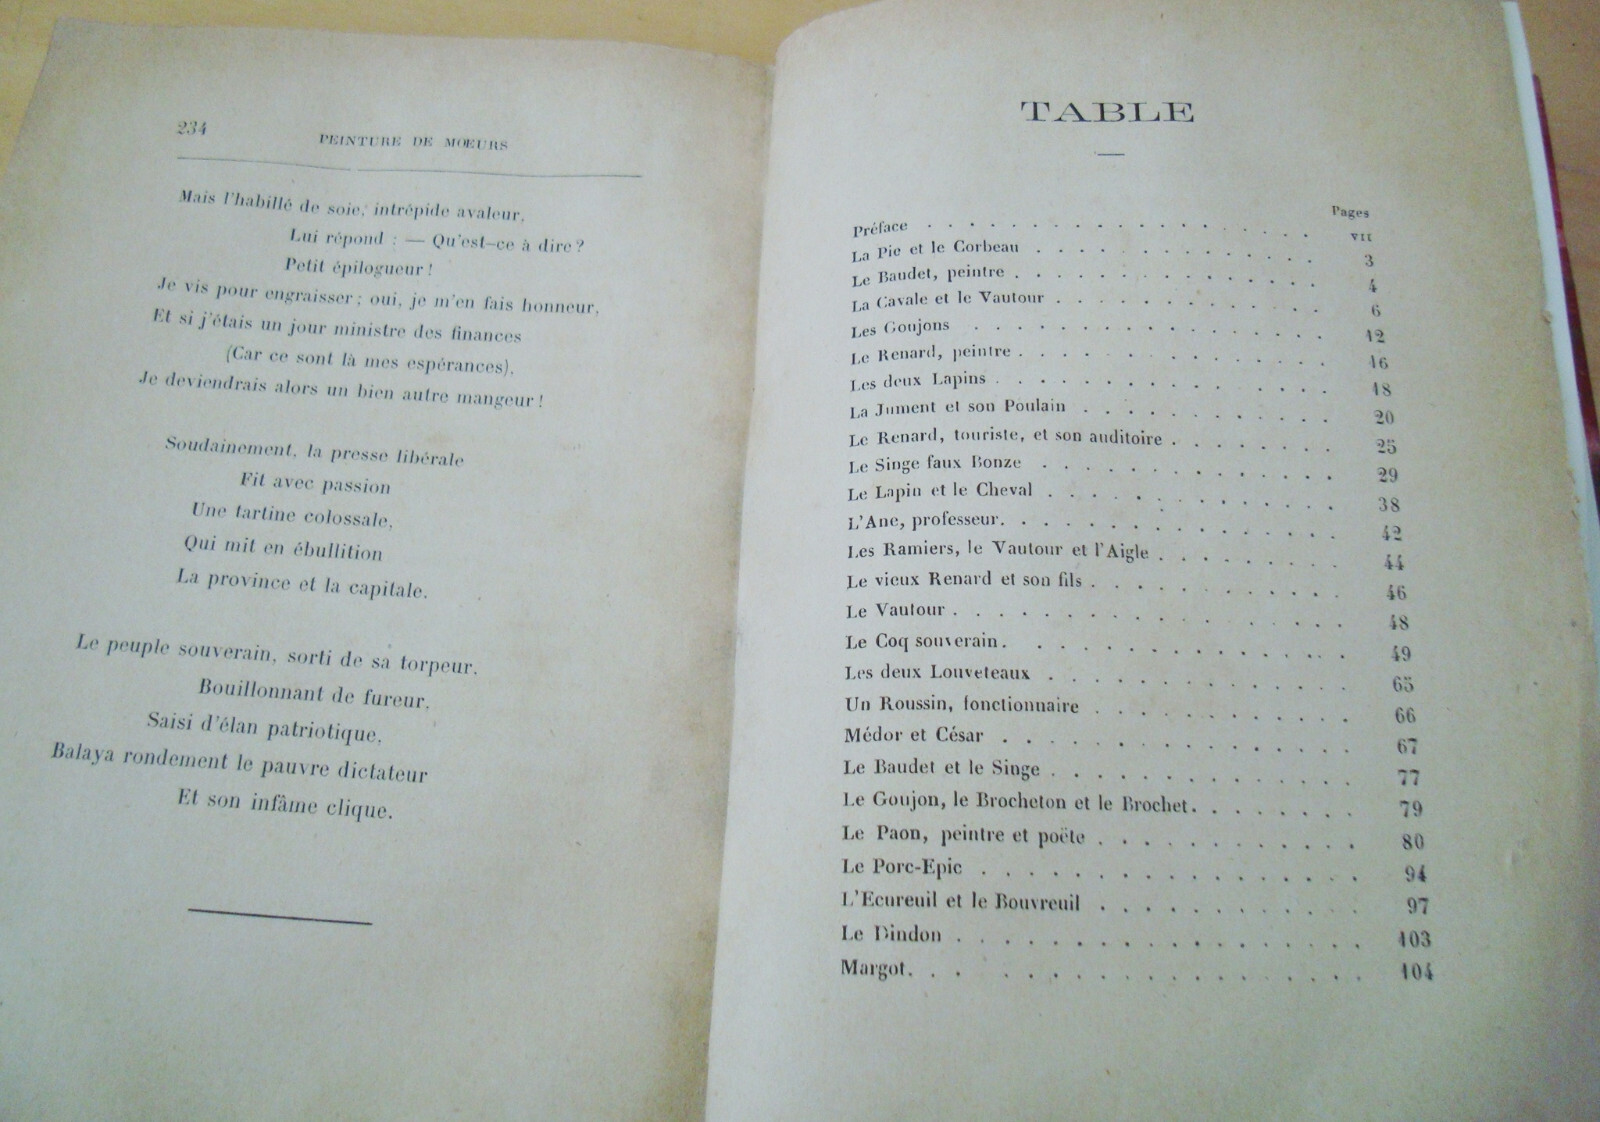 234
PEINTURE DE MŒURS
Mais l'habillé de soie, intrépide avaleur,
Lui répond : — Qu'est-ce à dire ?
Petit épilogueur !
Je vis pour engraisser ; oui, je m'en fais honneur,
Et si j'étais un jour ministre des finances
(Car ce sont là mes espérances),
Je deviendrais alors un bien autre mangeur !
Soudainement, la presse libérale
Fit avec passion
Une tartine colossale,
Qui mit en ébullition
La province et la capitale.
Le peuple souverain, sorti de sa torpeur,
Bouillonnant de fureur,
Saisi d'élan patriotique,
Balaya rondement le pauvre dictateur
Et son infâme clique.
TABLE
Pages
Préface . . . . . . . . . . . . . . . . . . . VII
La Pie et le Corbeau . . . . . . . . . . . . . . 3
Le Baudet, peintre . . . . . . . . . . . . . . . 4
La Cavale et le Vautour . . . . . . . . . . . . . 6
Les Goujons . . . . . . . . . . . . . . . . . 12
Le Renard, peintre . . . . . . . . . . . . . . . 16
Les deux Lapins . . . . . . . . . . . . . . . . 18
La Jument et son Poulain . . . . . . . . . . . . 20
Le Renard, touriste, et son auditoire . . . . . . . . 25
Le Singe faux Bonze . . . . . . . . . . . . . . 29
Le Lapin et le Cheval . . . . . . . . . . . . . . 38
L'Ane, professeur. . . . . . . . . . . . . . . . 42
Les Ramiers, le Vautour et l'Aigle . . . . . . . . . 44
Le vieux Renard et son fils . . . . . . . . . . . . 46
Le Vautour . . . . . . . . . . . . . . . . . . 48
Le Coq souverain. . . . . . . . . . . . . . . . 49
Les deux Louveteaux . . . . . . . . . . . . . . 65
Un Roussin, fonctionnaire . . . . . . . . . . . . 66
Médor et César . . . . . . . . . . . . . . . . 67
Le Baudet et le Singe . . . . . . . . . . . . . . 77
Le Goujon, le Brocheton et le Brochet. . . . . . . . 79
Le Paon, peintre et poëte . . . . . . . . . . . . 80
Le Porc-Epic . . . . . . . . . . . . . . . . . 94
L'Ecureuil et le Bouvreuil . . . . . . . . . . . . 97
Le Dindon . . . . . . . . . . . . . . . . . . 103
Margot. . . . . . . . . . . . . . . . . . . . 104